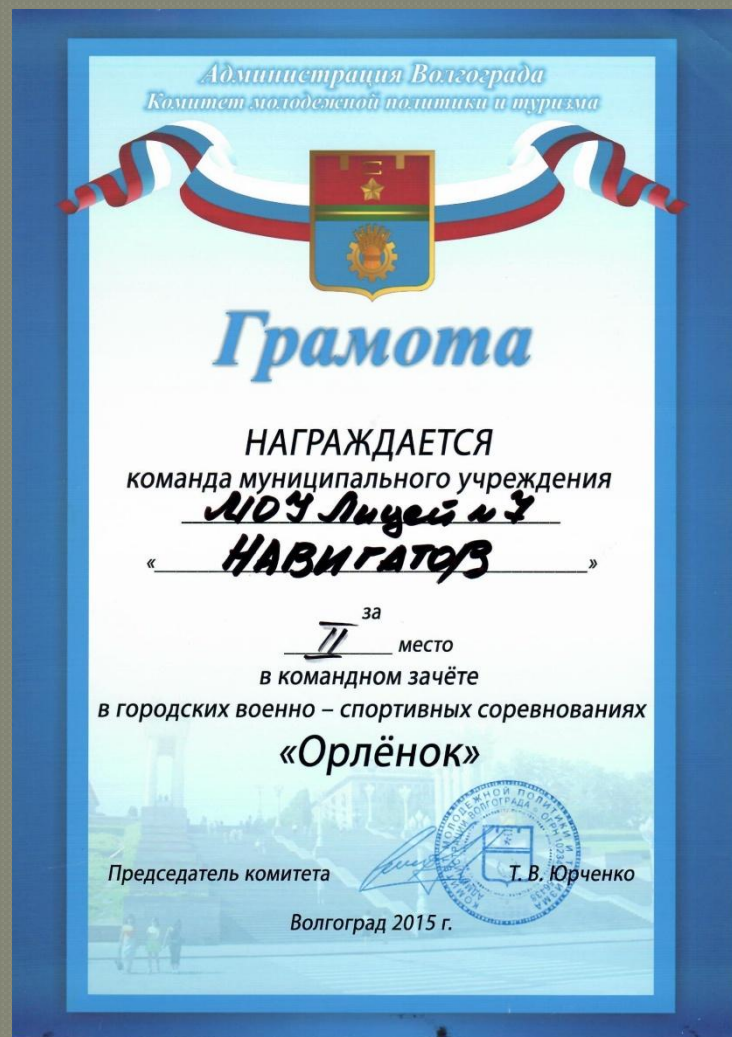 Администрация Волгограда
Комитет молодежной политики и туризма
Грамота
НАГРАЖДАЕТСЯ
команда муниципального учреждения
МОУ Лицей № 7
« НАВИГАТОР »
за
II место
в командном зачёте
в городских военно – спортивных соревнованиях
«Орлёнок»
Председатель комитета Т. В. Юрченко
Волгоград 2015 г.